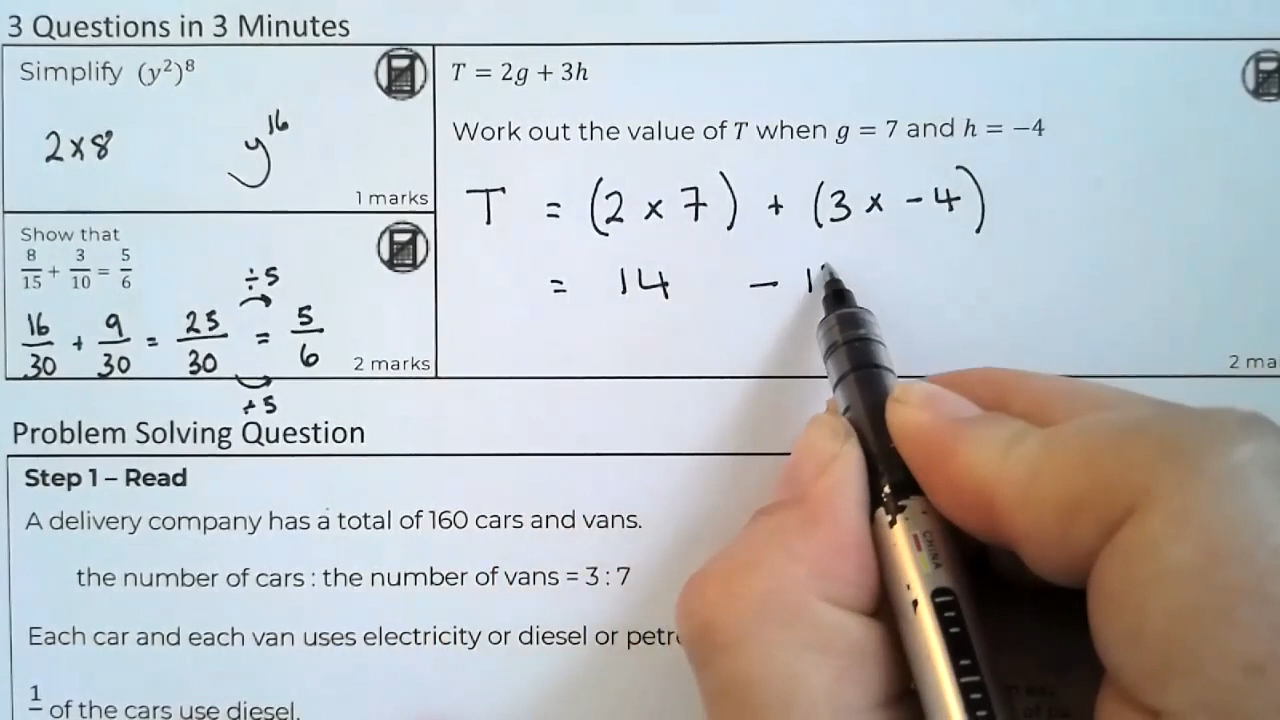 3 Questions in 3 Minutes
Simplify (y²)⁸
2×8 y¹⁶
1 marks
Show that
8/15 + 3/10 = 5/6
÷5
16/30 + 9/30 = 25/30 = 5/6
÷5
2 marks
T = 2g + 3h
Work out the value of T when g = 7 and h = −4
T = (2 × 7) + (3 × −4)
= 14 − 1
2 ma
Problem Solving Question
Step 1 – Read
A delivery company has a total of 160 cars and vans.
the number of cars : the number of vans = 3 : 7
Each car and each van uses electricity or diesel or
1
of the cars use diesel.